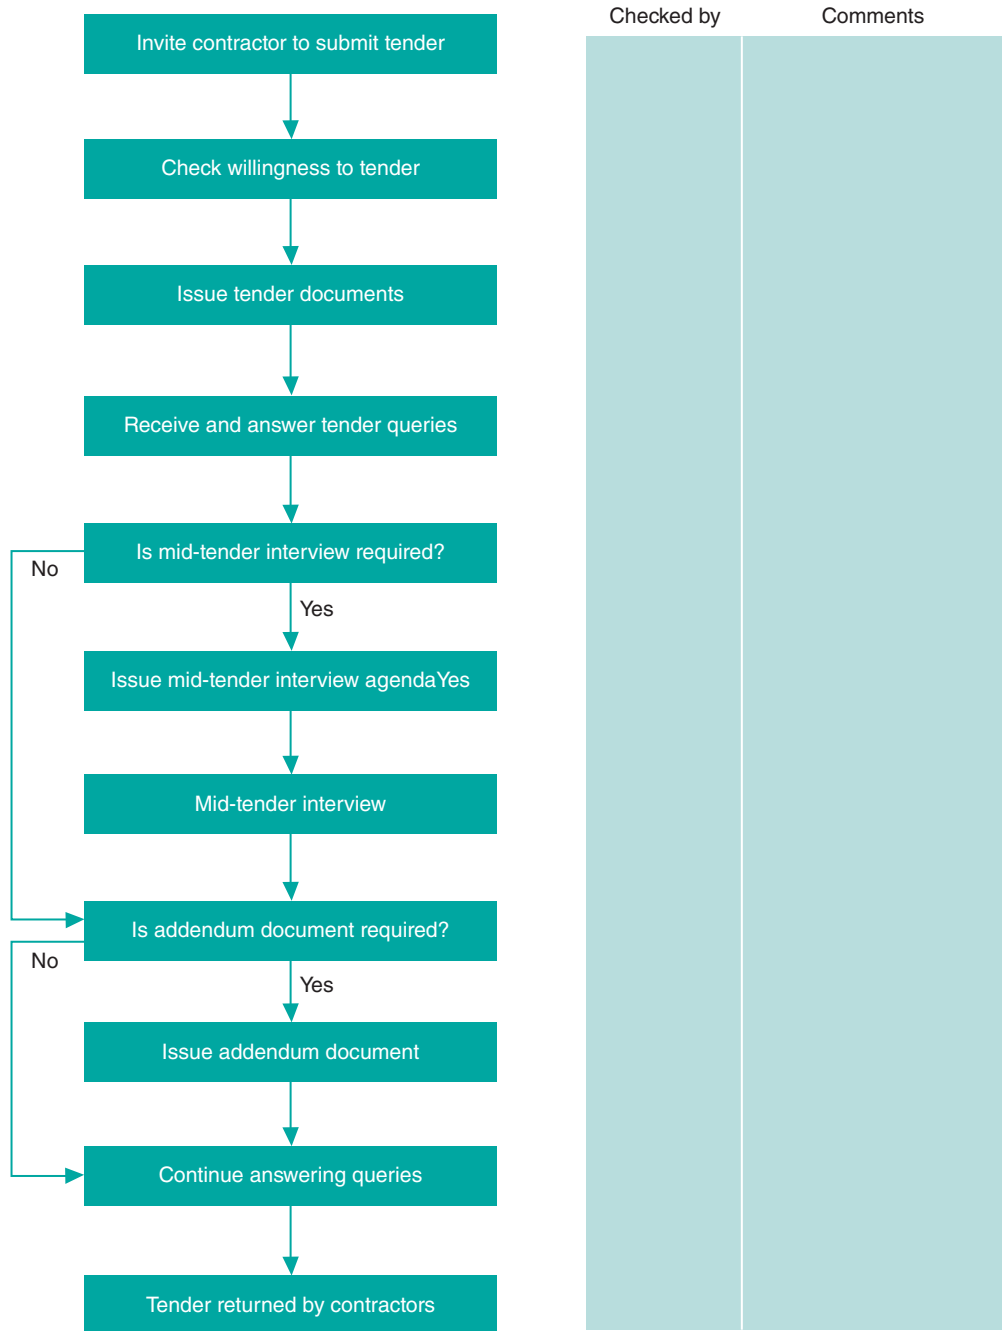 Checked by
Comments
Invite contractor to submit tender
Check willingness to tender
Issue tender documents
Receive and answer tender queries
Is mid-tender interview required?
No
Yes
Issue mid-tender interview agendaYes
Mid-tender interview
Is addendum document required?
No
Yes
Issue addendum document
Continue answering queries
Tender returned by contractors